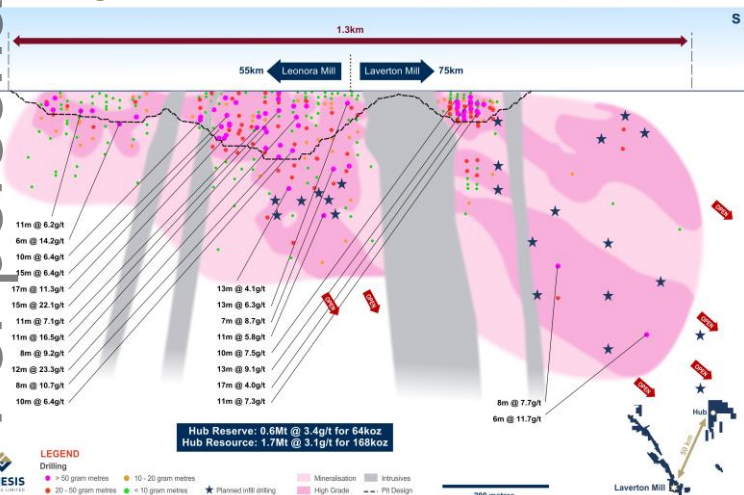 S
1.3km
55km Leonora Mill Laverton Mill 75km
11m @ 6.2g/t
6m @ 14.2g/t
10m @ 6.4g/t
15m @ 6.4g/t
17m @ 11.3g/t
15m @ 22.1g/t
11m @ 7.1g/t
11m @ 16.5g/t
8m @ 9.2g/t
12m @ 23.3g/t
8m @ 10.7g/t
10m @ 6.4g/t
13m @ 4.1g/t
13m @ 6.3g/t
7m @ 8.7g/t
11m @ 5.8g/t
10m @ 7.5g/t
13m @ 9.1g/t
17m @ 4.0g/t
11m @ 7.3g/t
OPEN
OPEN
OPEN
OPEN
OPEN
OPEN
8m @ 7.7g/t
6m @ 11.7g/t
Hub Reserve: 0.6Mt @ 3.4g/t for 64koz
Hub Resource: 1.7Mt @ 3.1g/t for 168koz
Hub
50 km
Laverton Mill
NESIS
S LIMITED
LEGEND
Drilling
> 50 gram metres
10 - 20 gram metres
20 - 50 gram metres
< 10 gram metres
Planned infill drilling
Mineralisation
Intrusives
High Grade
Pit Design
200 metres